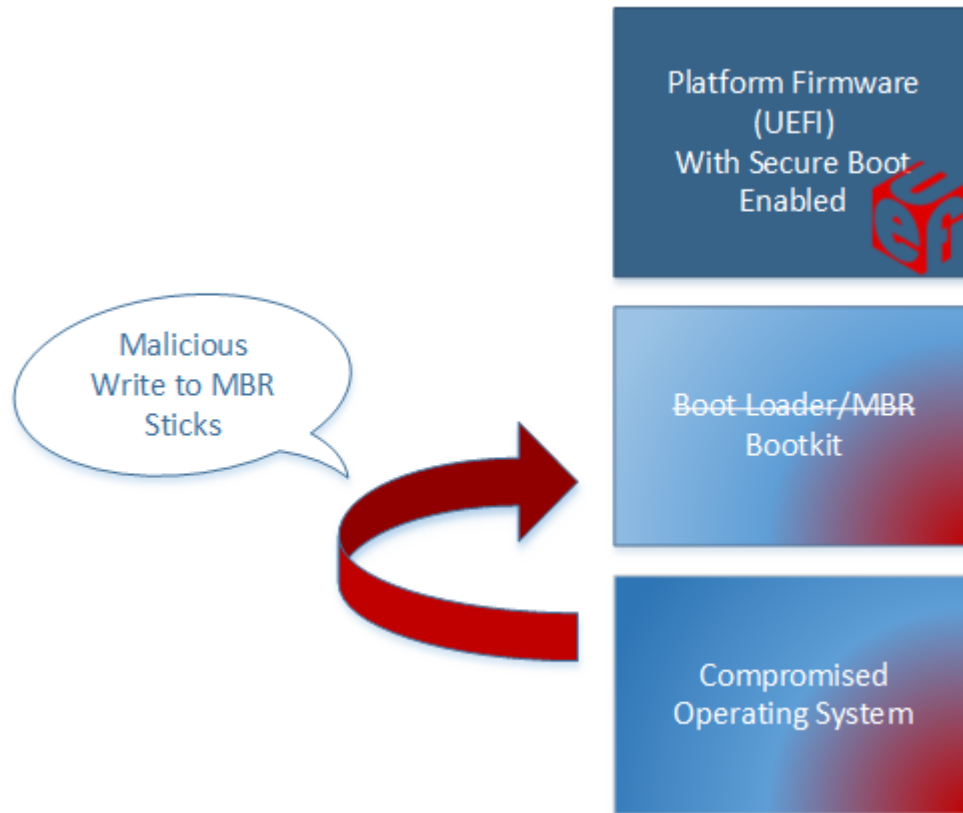 Platform Firmware
(UEFI)
With Secure Boot
Enabled
uefi
Malicious
Write to MBR
Sticks
Boot Loader/MBR
Bootkit
Compromised
Operating System